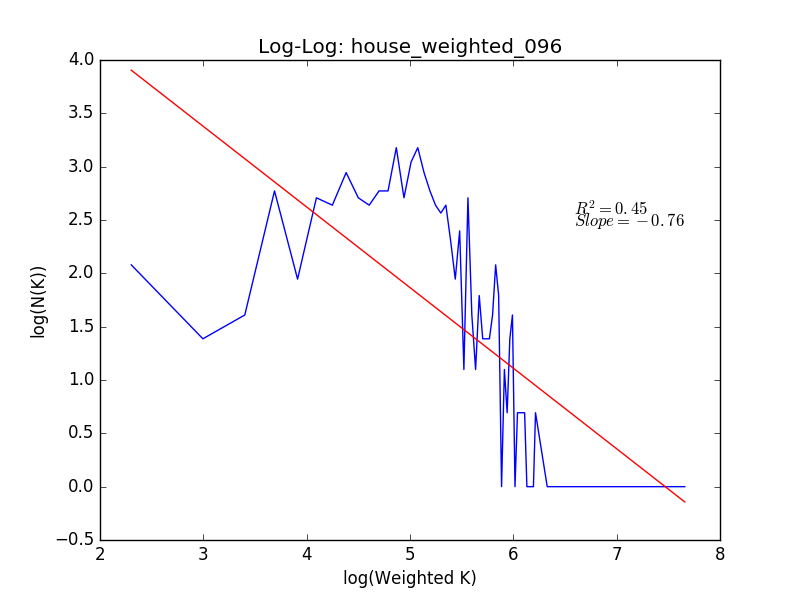 Log-Log: house_weighted_096
4.0
3.5
3.0
2.5
2.0
1.5
1.0
0.5
0.0
−0.5
log(N(K))
R² = 0.45
Slope = −0.76
2 3 4 5 6 7 8
log(Weighted K)